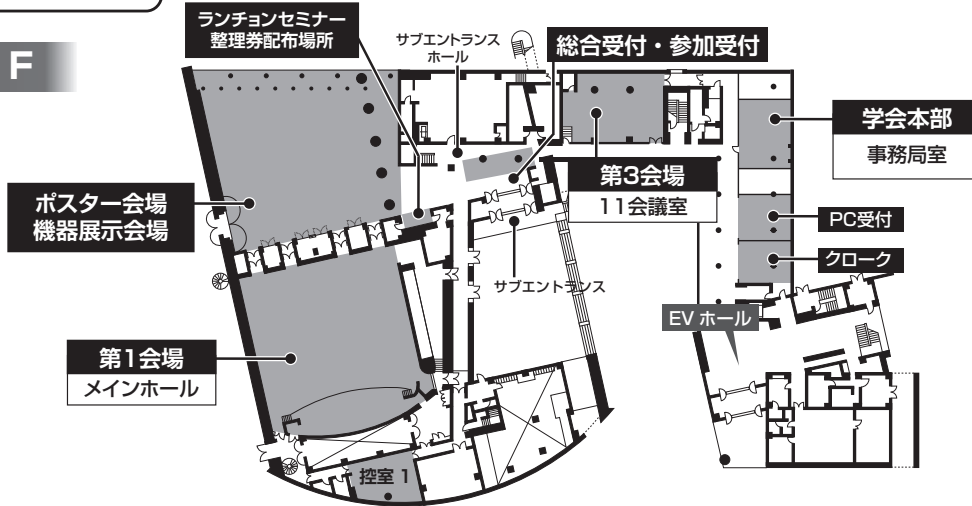 ランチョンセミナー
整理券配布場所
サブエントランス
ホール
総合受付・参加受付
F
学会本部
事務局室
第3会場
11会議室
ポスター会場
機器展示会場
PC受付
クローク
サブエントランス
EV ホール
第1会場
メインホール
控室 1